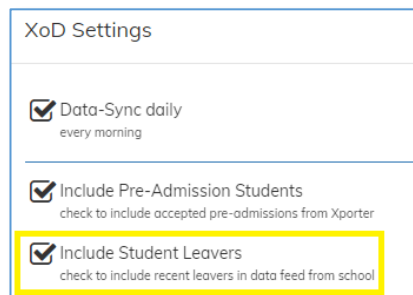 XoD Settings
Data-Sync daily
every morning
Include Pre-Admission Students
check to include accepted pre-admissions from Xporter
Include Student Leavers
check to include recent leavers in data feed from school